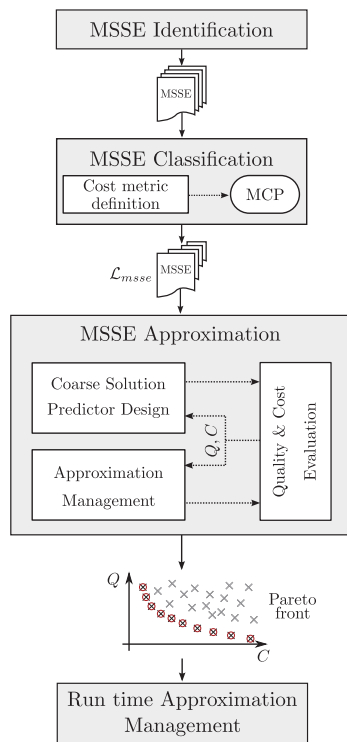 MSSE Identification
MSSE
MSSE Classification
Cost metric
definition
MCP
ℒmsse
MSSE
MSSE Approximation
Coarse Solution
Predictor Design
Q, C
Approximation
Management
Quality & Cost
Evaluation
Q
Pareto
front
C
Run time Approximation
Management